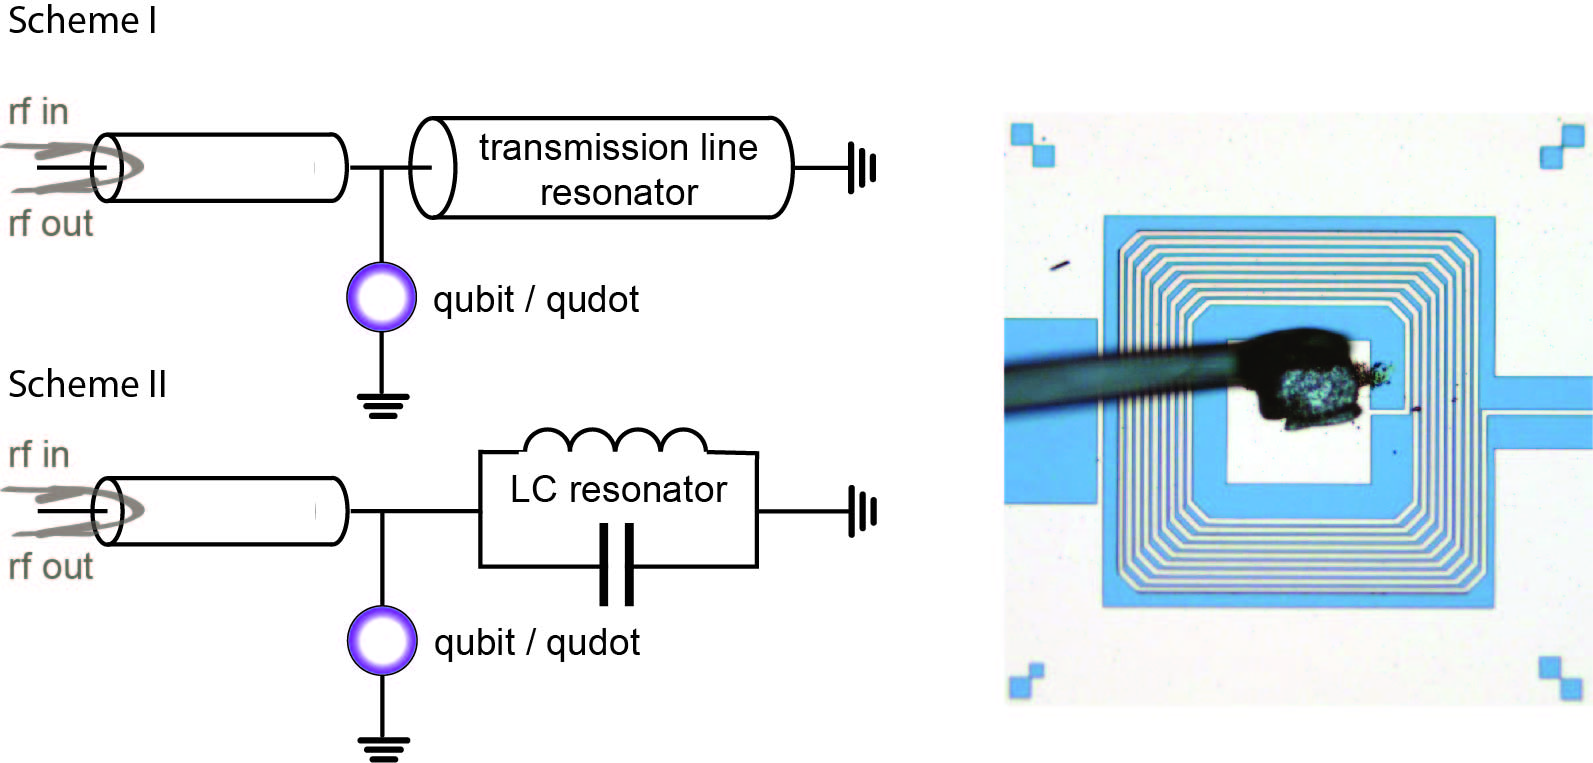 Scheme I
rf in
rf out
transmission line
resonator
qubit / qudot
Scheme II
rf in
rf out
LC resonator
qubit / qudot